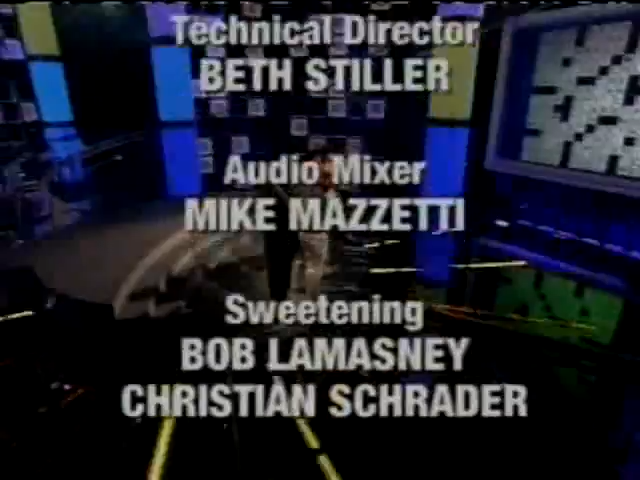 Technical Director
BETH STILLER
Audio Mixer
MIKE MAZZETTI
Sweetening
BOB LAMASNEY
CHRISTIAN SCHRADER